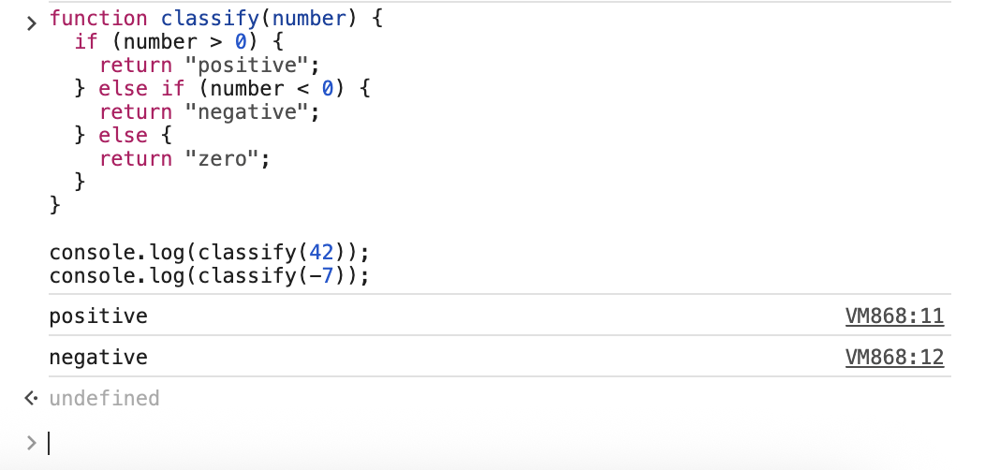 function classify(number) {
  if (number > 0) {
    return "positive";
  } else if (number < 0) {
    return "negative";
  } else {
    return "zero";
  }
}

console.log(classify(42));
console.log(classify(-7));
positive VM868:11
negative VM868:12
undefined